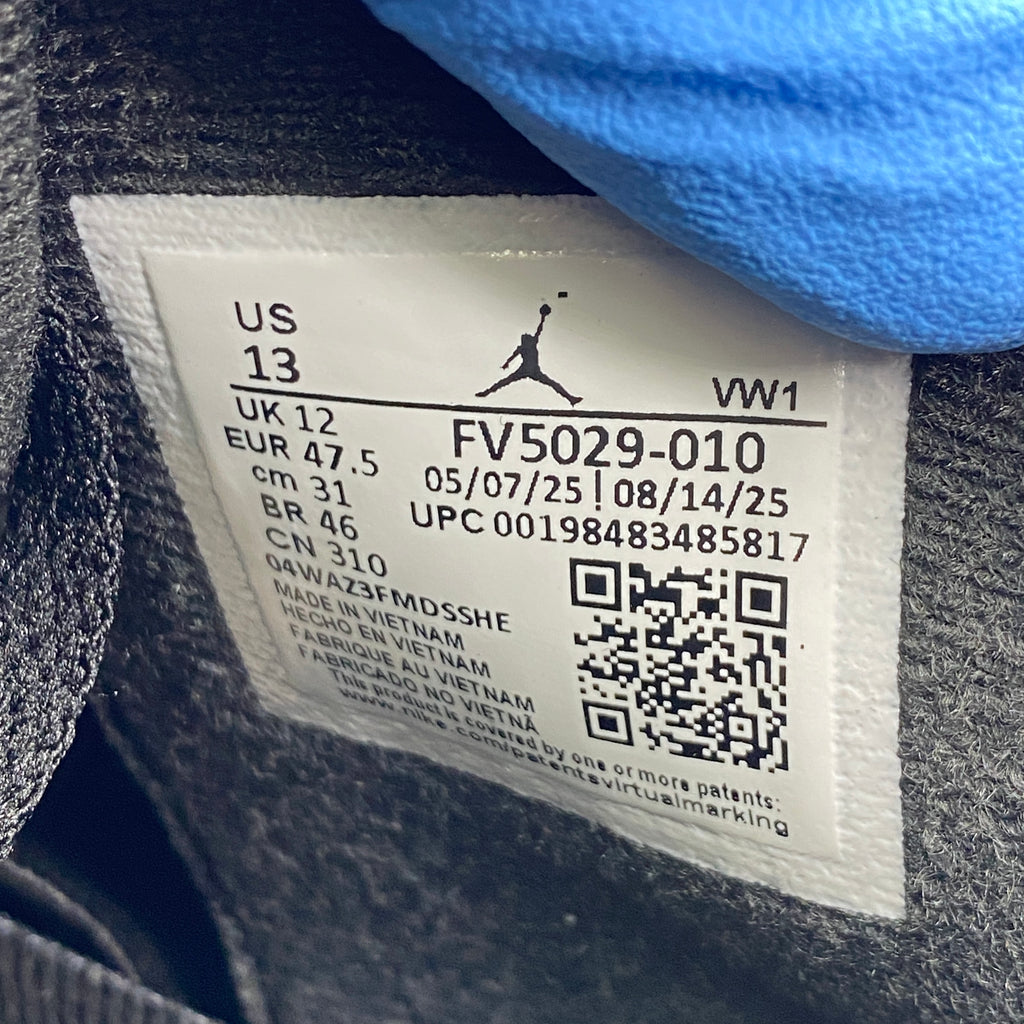 US
13
VW1
UK 12
FV5029-010
EUR 47.5
05/07/25 | 08/14/25
cm 31
UPC 00198483485817
BR 46
CN 310
04WAZ3FMDSSHE
MADE IN VIETNAM
HECHO EN VIETNAM
FABRIQUE AU VIETNAM
FABRICADO NO VIETNÃ
This product is covered by one or more patents:
www.nike.com/patentsvirtualmarking